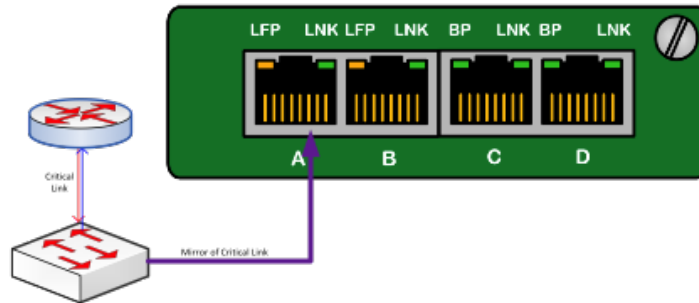 LFP LNK LFP LNK BP LNK BP LNK
A B C D
Critical
Link
Mirror of Critical Link